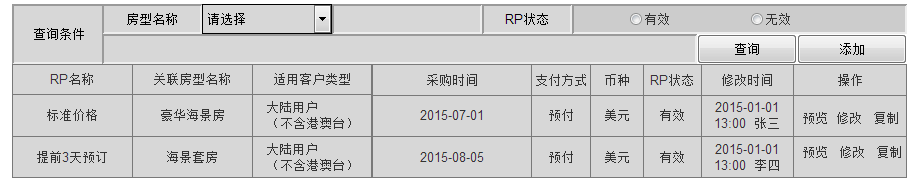 查询条件 房型名称 请选择 RP状态 有效 无效
查询 添加
RP名称 关联房型名称 适用客户类型 采购时间 支付方式 币种 RP状态 修改时间 操作
标准价格 豪华海景房 大陆用户 2015-07-01 预付 美元 有效 2015-01-01 预览 修改 复制
（不含港澳台） 13:00 张三
提前3天预订 海景套房 大陆用户 2015-08-05 预付 美元 有效 2015-01-01 预览 修改 复制
（不含港澳台） 13:00 李四